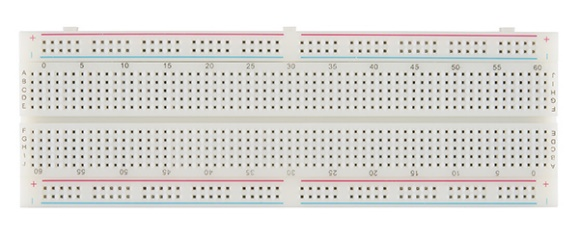 + +
0 5 10 15 20 25 30 35 40 45 50 55 60
A J
B I
C H
D G
E F
F E
G D
H C
I B
J A
60 55 50 45 40 35 30 25 20 15 10 5 0
+ +